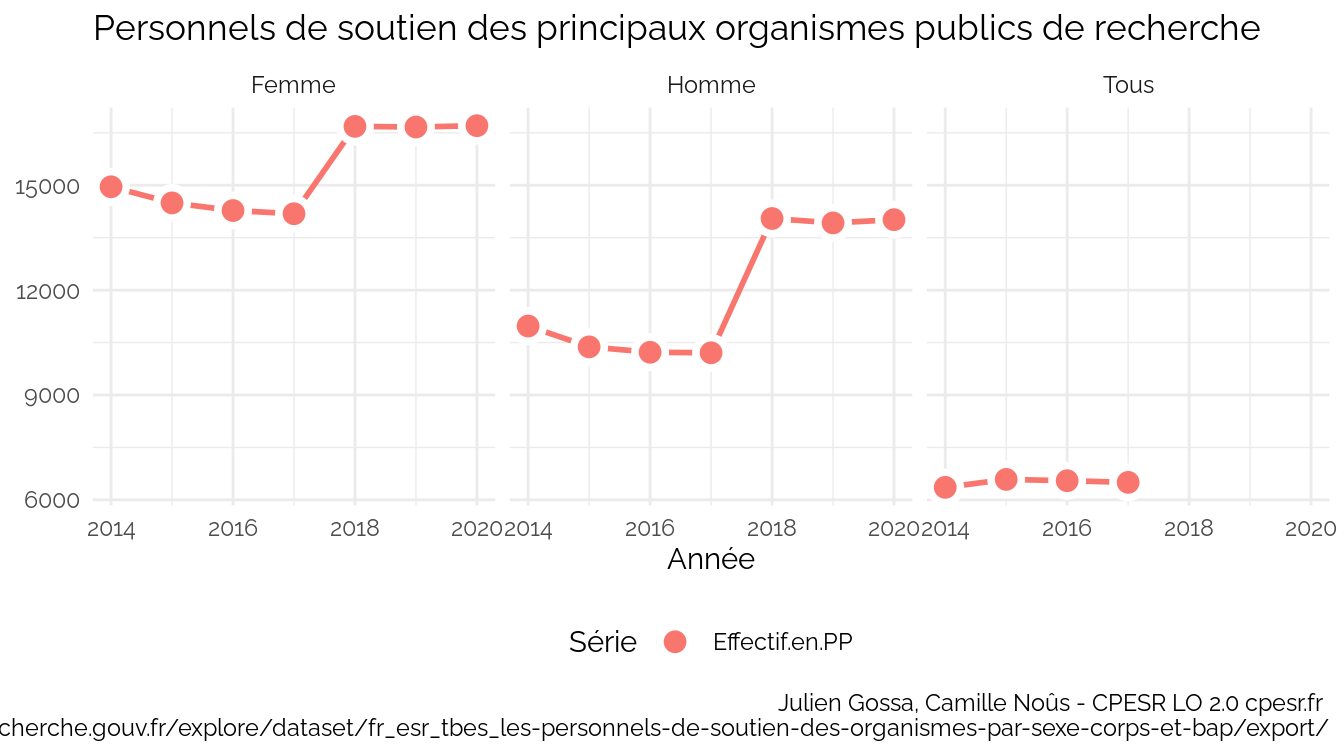 Personnels de soutien des principaux organismes publics de recherche
Femme
Homme
Tous
15000
12000
9000
6000
2014 2016 2018 2020 2014 2016 2018 2020 2014 2016 2018 2020
Année
Série Effectif.en.PP
Julien Gossa, Camille Noûs - CPESR LO 2.0 cpesr.fr
cherche.gouv.fr/explore/dataset/fr_esr_tbes_les-personnels-de-soutien-des-organismes-par-sexe-corps-et-bap/export/